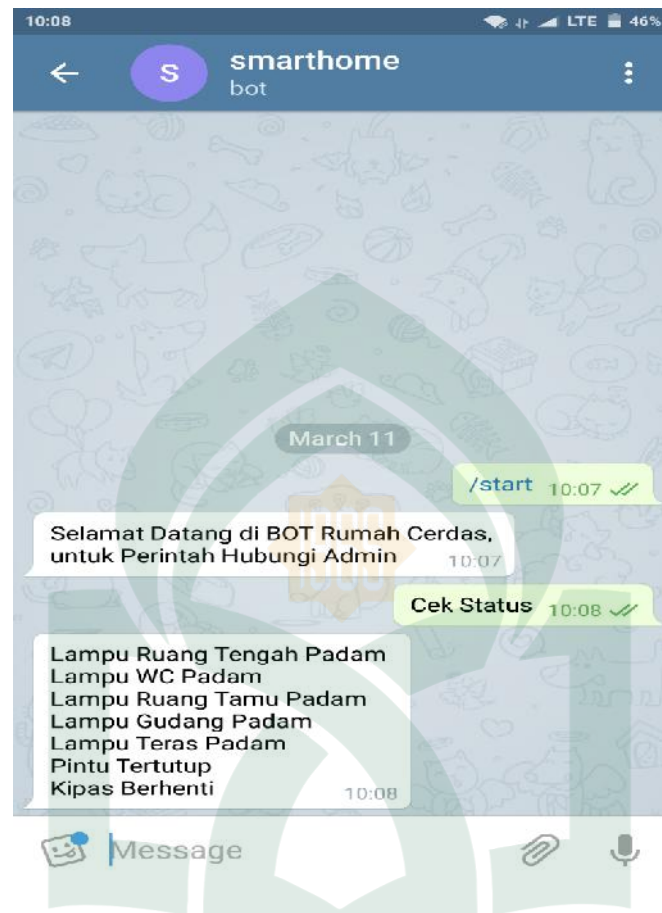 10:08 LTE 46%
S smarthome
bot
March 11
/start 10:07
Selamat Datang di BOT Rumah Cerdas,
untuk Perintah Hubungi Admin 10:07
Cek Status 10:08
Lampu Ruang Tengah Padam
Lampu WC Padam
Lampu Ruang Tamu Padam
Lampu Gudang Padam
Lampu Teras Padam
Pintu Tertutup
Kipas Berhenti 10:08
Message